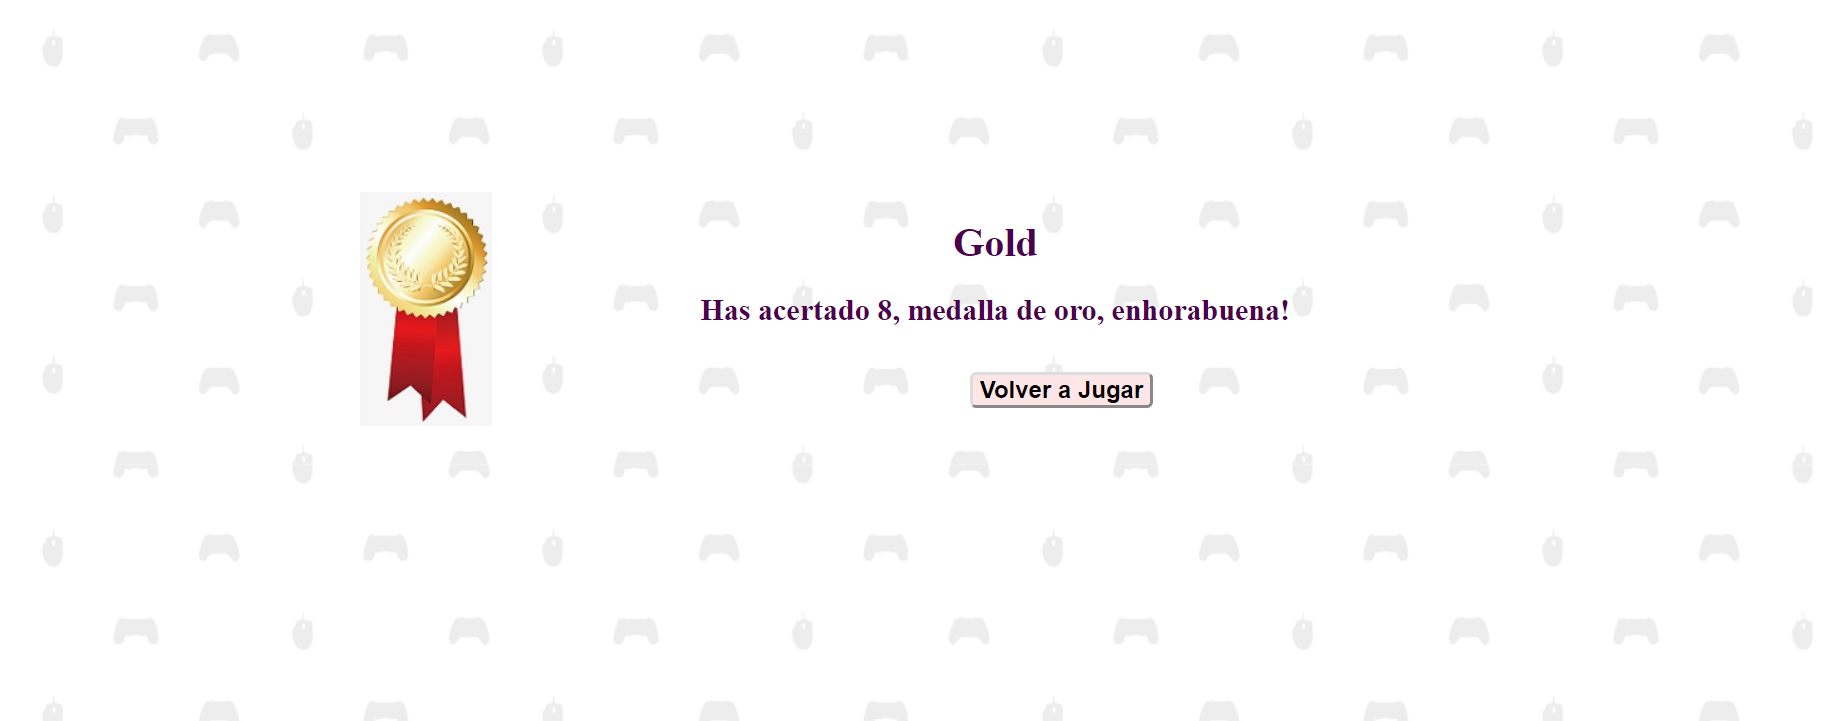 Gold
Has acertado 8, medalla de oro, enhorabuena!
Volver a Jugar